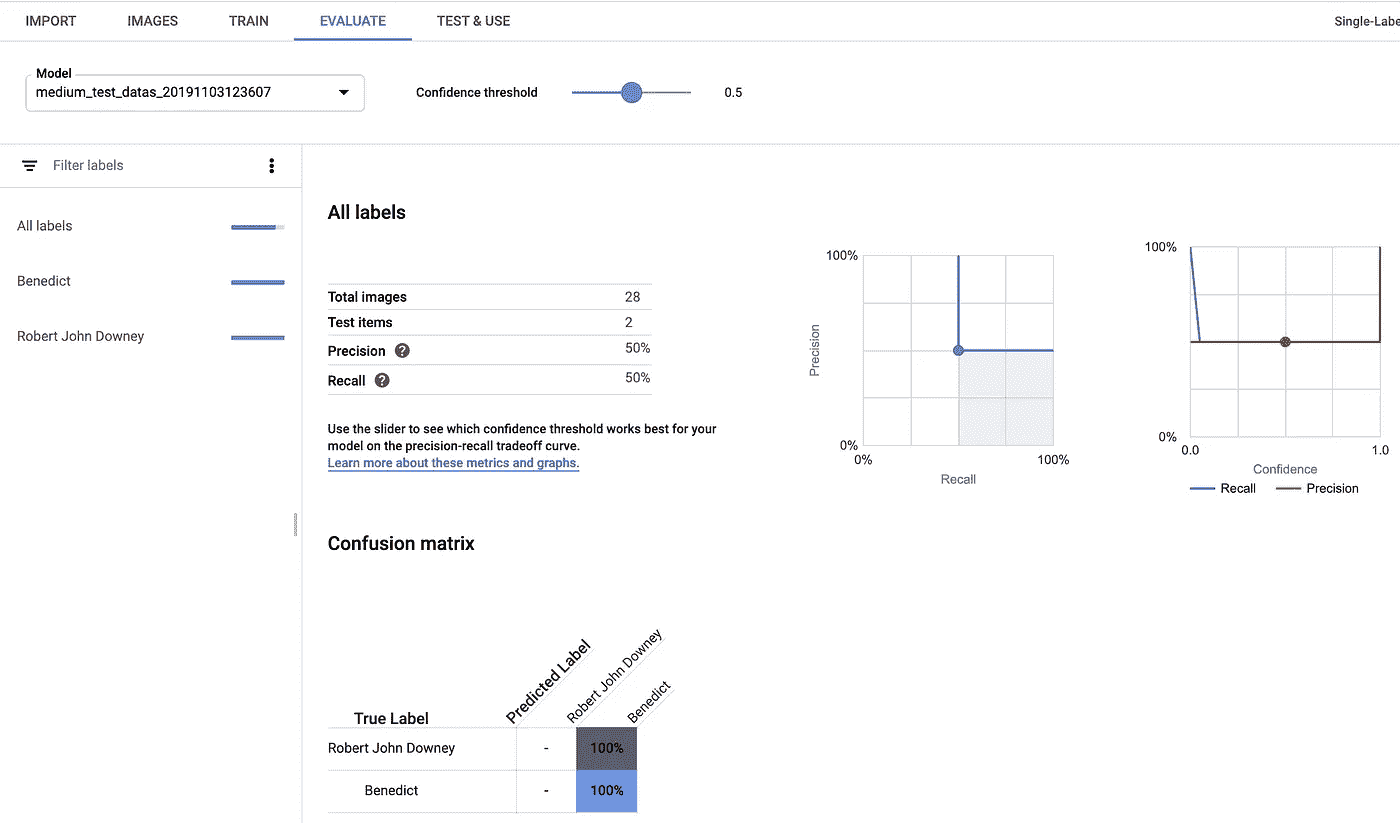 IMPORT IMAGES TRAIN EVALUATE TEST & USE Single-Labe
Model
medium_test_datas_20191103123607
Confidence threshold 0.5
Filter labels
All labels
Benedict
Robert John Downey
All labels
Total images 28
Test items 2
Precision ? 50%
Recall ? 50%
Use the slider to see which confidence threshold works best for your
model on the precision-recall tradeoff curve.
Learn more about these metrics and graphs.
100%
Precision
0%
0% 100%
Recall
100%
0%
0.0 1.0
Confidence
Recall Precision
Confusion matrix
True Label Predicted Label Robert John Downey Benedict
Robert John Downey - 100%
Benedict - 100%